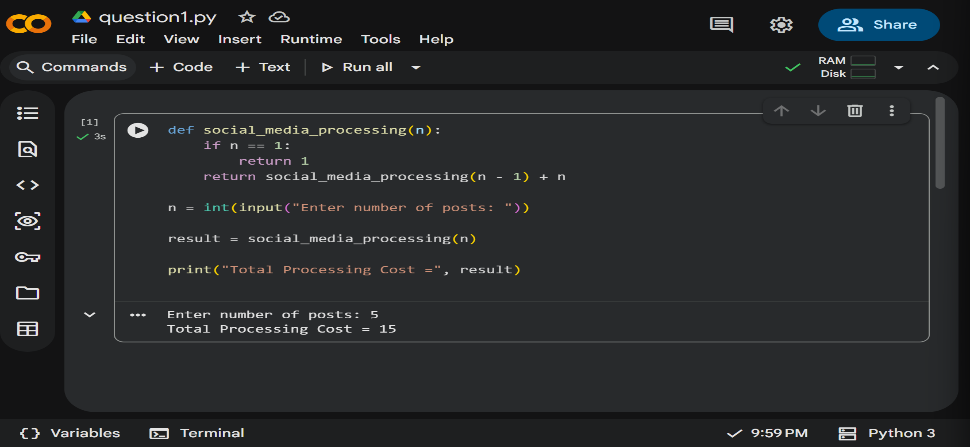 question1.py
File Edit View Insert Runtime Tools Help
Share
Commands + Code + Text Run all
RAM
Disk
[1]
3s
def social_media_processing(n):
if n == 1:
return 1
return social_media_processing(n - 1) + n
n = int(input("Enter number of posts: "))
result = social_media_processing(n)
print("Total Processing Cost =", result)
Enter number of posts: 5
Total Processing Cost = 15
Variables Terminal 9:59 PM Python 3